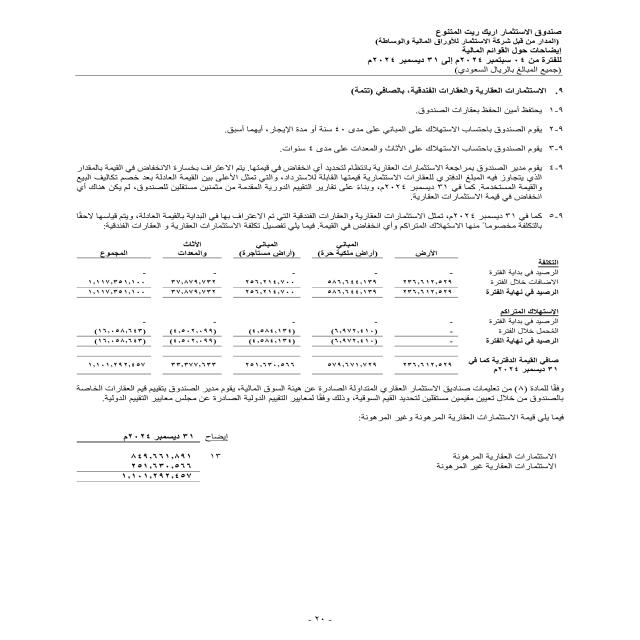 صندوق الاستثمار اريك ريت المتنوع
(المدار من قبل شركة الاستثمار للأوراق المالية والوساطة)
إيضاحات حول القوائم المالية
للفترة من ٠٤ سبتمبر ٢٠٢٤م إلى ٣١ ديسمبر ٢٠٢٤م
(جميع المبالغ بالريال السعودي)
٩. الاستثمارات العقارية والعقارات الفندقية، بالصافي (تتمة)
٩-١ يحتفظ أمين الحفظ بعقارات الصندوق.
٩-٢ يقوم الصندوق باحتساب الاستهلاك على المباني على مدى ٤٠ سنة أو مدة الإيجار، أيهما أسبق.
٩-٣ يقوم الصندوق باحتساب الاستهلاك على الأثاث والمعدات على مدى ٤ سنوات.
٩-٤ يقوم مدير الصندوق بمراجعة الاستثمارات العقارية بانتظام لتحديد أي انخفاض في قيمتها. يتم الاعتراف بخسارة الانخفاض في القيمة بالمقدار
الذي يتجاوز فيه المبلغ الدفتري للعقارات الاستثمارية قيمتها القابلة للاسترداد، والتي تمثل الأعلى بين القيمة العادلة بعد خصم تكاليف البيع
والقيمة المستخدمة. كما في ٣١ ديسمبر ٢٠٢٤م، وبناءً على تقارير التقييم الدورية المقدمة من مثمنين مستقلين للصندوق، لم يكن هناك أي
انخفاض في قيمة الاستثمارات العقارية.
٩-٥ كما في ٣١ ديسمبر ٢٠٢٤م، تمثل الاستثمارات العقارية والعقارات الفندقية التي تم الاعتراف بها في البداية بالقيمة العادلة، ويتم قياسها لاحقًا
بالتكلفة مخصوماً منها الاستهلاك المتراكم وأي انخفاض في القيمة. فيما يلي تفصيل تكلفة الاستثمارات العقارية و العقارات الفندقية:
الأرض المباني (أراض ملكية حرة) المباني (أراض مستأجرة) الأثاث والمعدات المجموع
التكلفة
الرصيد في بداية الفترة - - - - -
الاضافات خلال الفترة ٢٣٦,٦١٢,٥٢٩ ٥٨٦,٦٤٤,١٣٩ ٢٥٦,٢١٤,٧٠٠ ٣٧,٨٧٩,٧٣٢ ١,١١٧,٣٥١,١٠٠
الرصيد في نهاية الفترة ٢٣٦,٦١٢,٥٢٩ ٥٨٦,٦٤٤,١٣٩ ٢٥٦,٢١٤,٧٠٠ ٣٧,٨٧٩,٧٣٢ ١,١١٧,٣٥١,١٠٠
الإستهلاك المتراكم
الرصيد في بداية الفترة - - - - -
المُحمل خلال الفترة - (٦,٩٧٢,٤١٠) (٤,٥٨٤,١٣٤) (٤,٥٠٢,٠٩٩) (١٦,٠٥٨,٦٤٣)
الرصيد في نهاية الفترة - (٦,٩٧٢,٤١٠) (٤,٥٨٤,١٣٤) (٤,٥٠٢,٠٩٩) (١٦,٠٥٨,٦٤٣)
صافي القيمة الدفترية كما في
٣١ ديسمبر ٢٠٢٤م ٢٣٦,٦١٢,٥٢٩ ٥٧٩,٦٧١,٧٢٩ ٢٥١,٦٣٠,٥٦٦ ٣٣,٣٧٧,٦٣٣ ١,١٠١,٢٩٢,٤٥٧
وفقًا للمادة (٨) من تعليمات صناديق الاستثمار العقاري المتداولة الصادرة عن هيئة السوق المالية، يقوم مدير الصندوق بتقييم قيم العقارات الخاصة
بالصندوق من خلال تعيين مقيمين مستقلين لتحديد القيم السوقية، وذلك وفقًا لمعايير التقييم الدولية الصادرة عن مجلس معايير التقييم الدولية.
فيما يلي قيمة الاستثمارات العقارية المرهونة وغير المرهونة:
إيضاح ٣١ ديسمبر ٢٠٢٤م
الاستثمارات العقارية المرهونة ١٣ ٨٤٩,٦٦١,٨٩١
الاستثمارات العقارية غير المرهونة ٢٥١,٦٣٠,٥٦٦
١,١٠١,٢٩٢,٤٥٧
- ٢٠ -